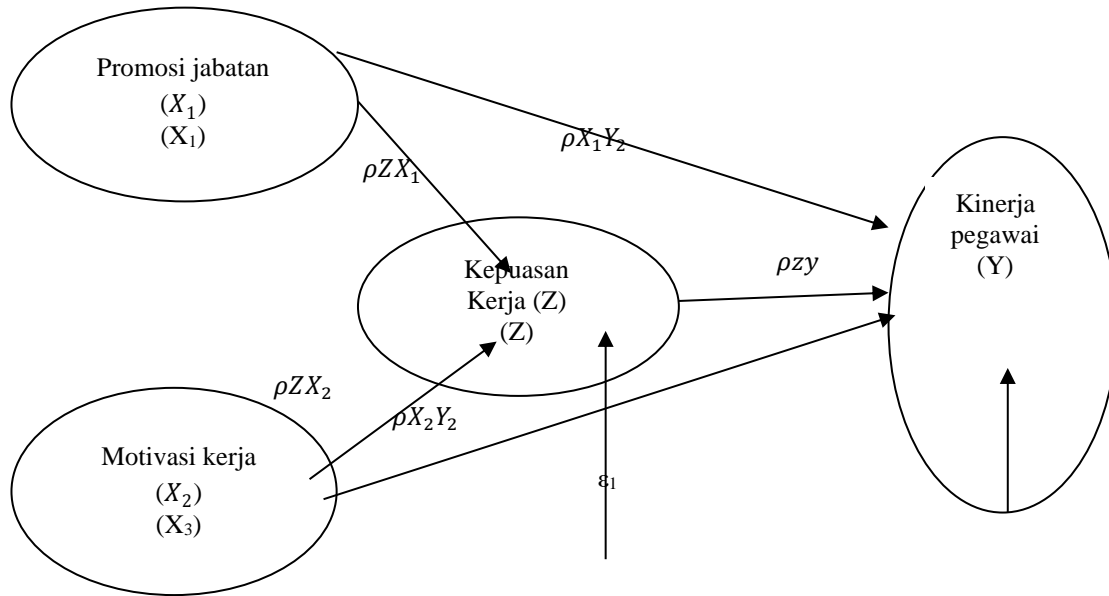 Promosi jabatan
(𝑋₁)
(X₁)
𝜌𝑋₁𝑌₂
𝜌𝑍𝑋₁
Kinerja
pegawai
(Y)
𝜌𝑧𝑦
Kepuasan
Kerja (Z)
(Z)
𝜌𝑍𝑋₂
𝜌𝑋₂𝑌₂
Motivasi kerja
(𝑋₂)
(X₃)
ε₁